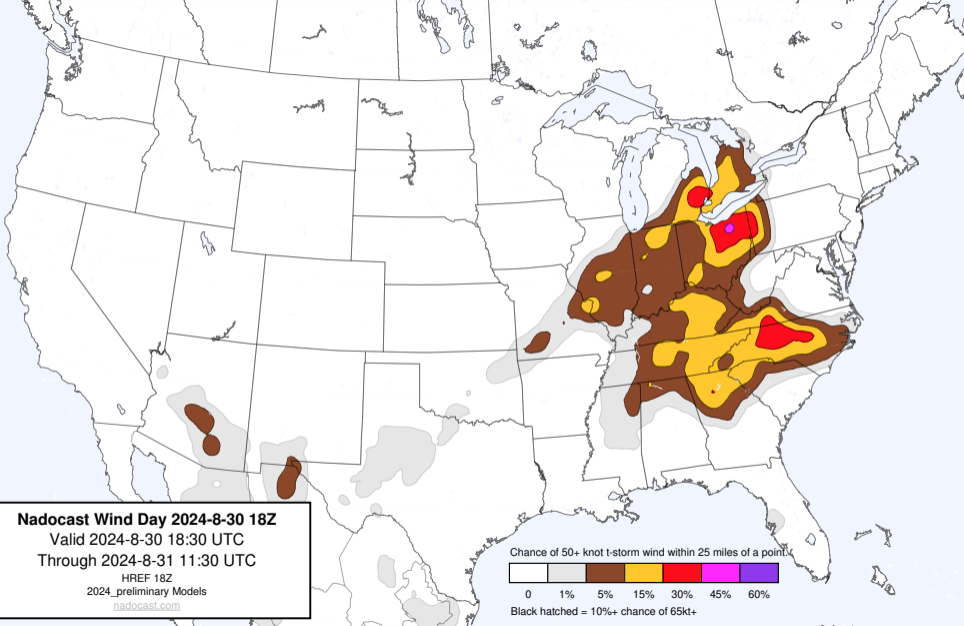 Nadocast Wind Day 2024-8-30 18Z
Valid 2024-8-30 18:30 UTC
Through 2024-8-31 11:30 UTC
HREF 18Z
2024_preliminary Models
nadocast.com
Chance of 50+ knot t-storm wind within 25 miles of a point.
0 1% 5% 15% 30% 45% 60%
Black hatched = 10%+ chance of 65kt+